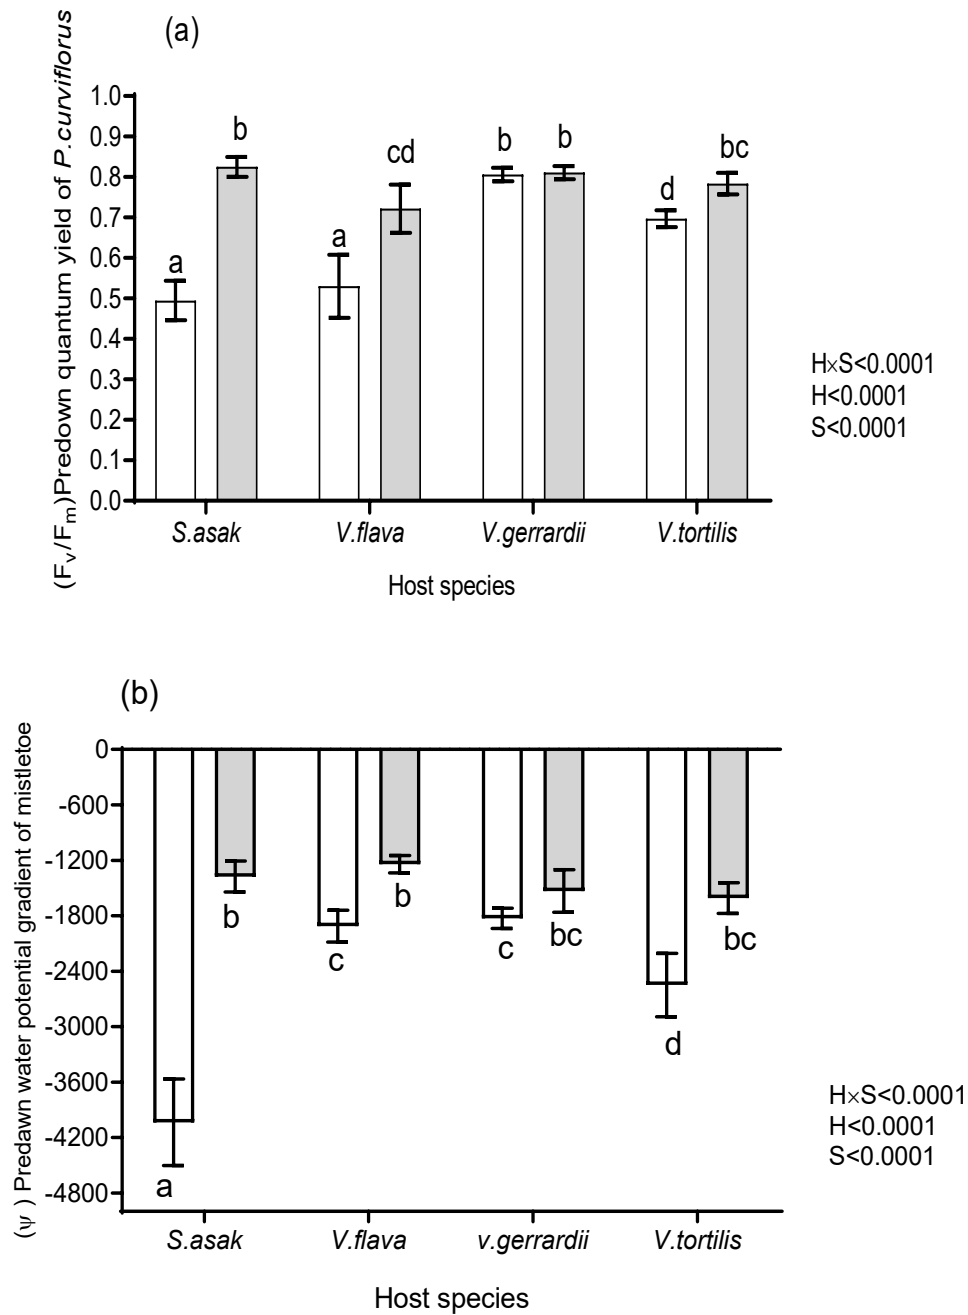 (a)
(Fv/Fm)Predown quantum yield of P.curviflorus
1.0
0.9
0.8
0.7
0.6
0.5
0.4
0.3
0.2
0.1
0.0
a
b
a
cd
b
b
d
bc
H×S<0.0001
H<0.0001
S<0.0001
S.asak
V.flava
V.gerrardii
V.tortilis
Host species
(b)
(ψ ) Predawn water potential gradient of mistletoe
0
-600
-1200
-1800
-2400
-3000
-3600
-4200
-4800
a
b
c
b
c
bc
d
bc
H×S<0.0001
H<0.0001
S<0.0001
S.asak
V.flava
v.gerrardii
V.tortilis
Host species